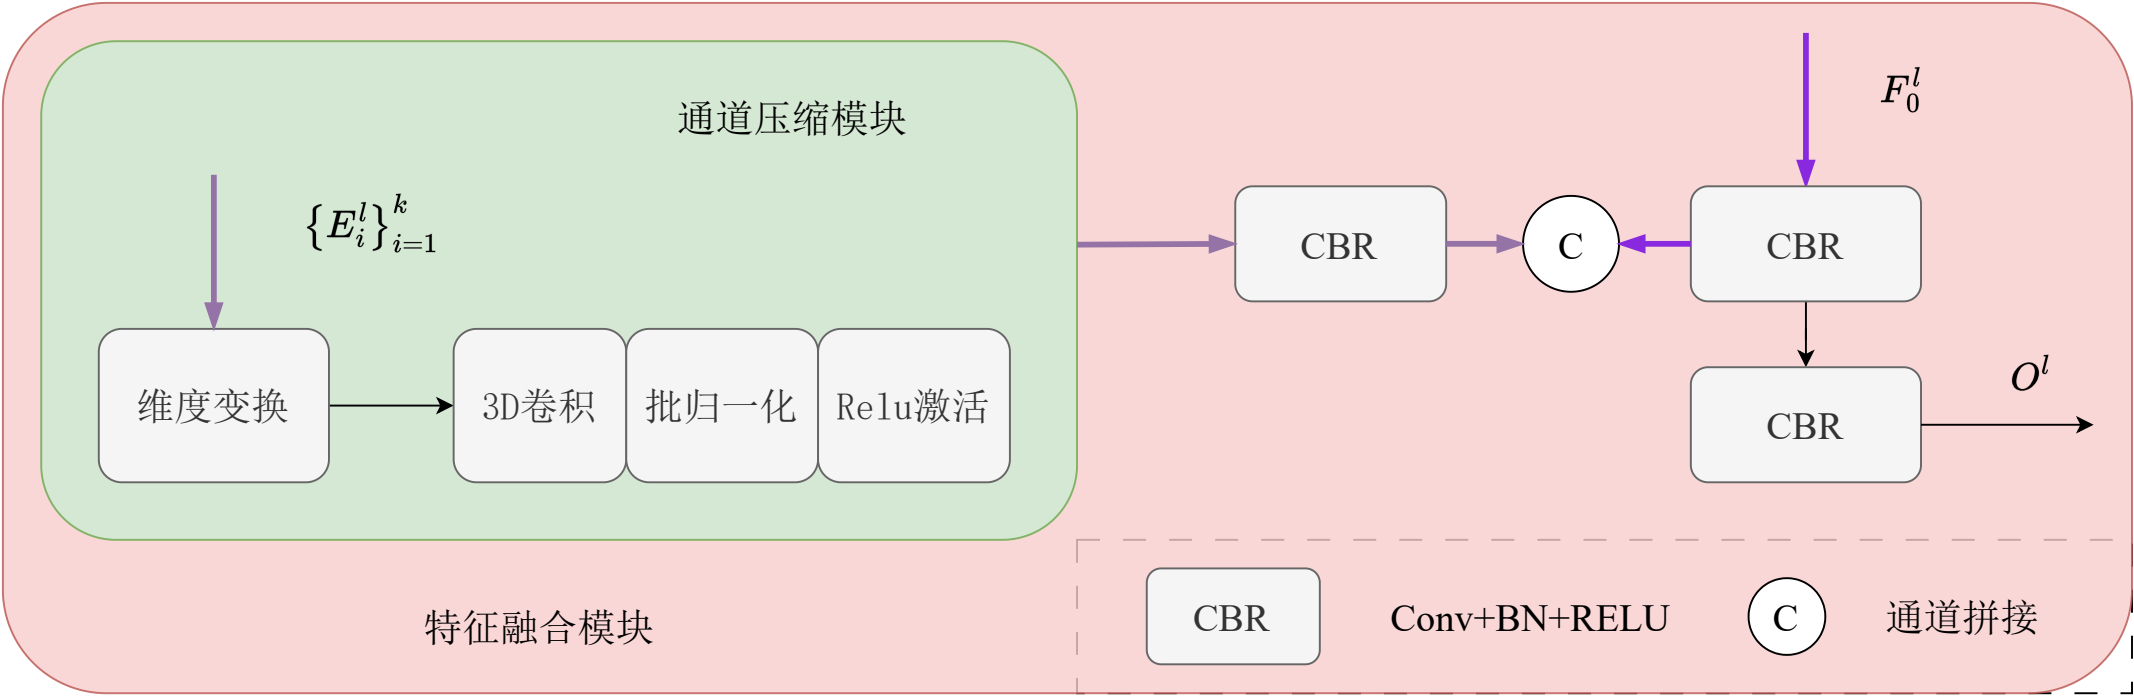 通道压缩模块
$F_0^l$
$\{E_i^l\}_{i=1}^k$
CBR
C
CBR
维度变换
3D卷积
批归一化
Relu激活
CBR
$O^l$
特征融合模块
CBR
Conv+BN+RELU
C
通道拼接